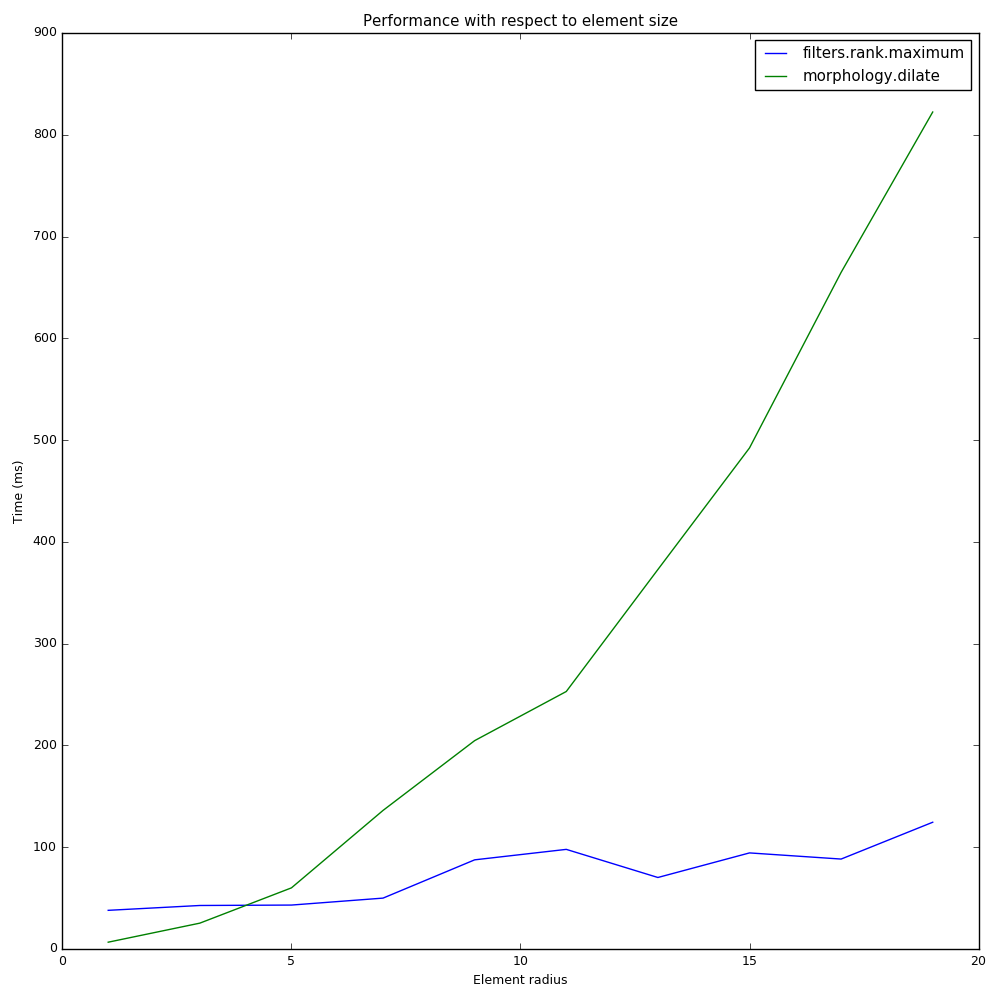 Performance with respect to element size
filters.rank.maximum
morphology.dilate
900
800
700
600
500
400
300
200
100
0
Time (ms)
0 5 10 15 20
Element radius